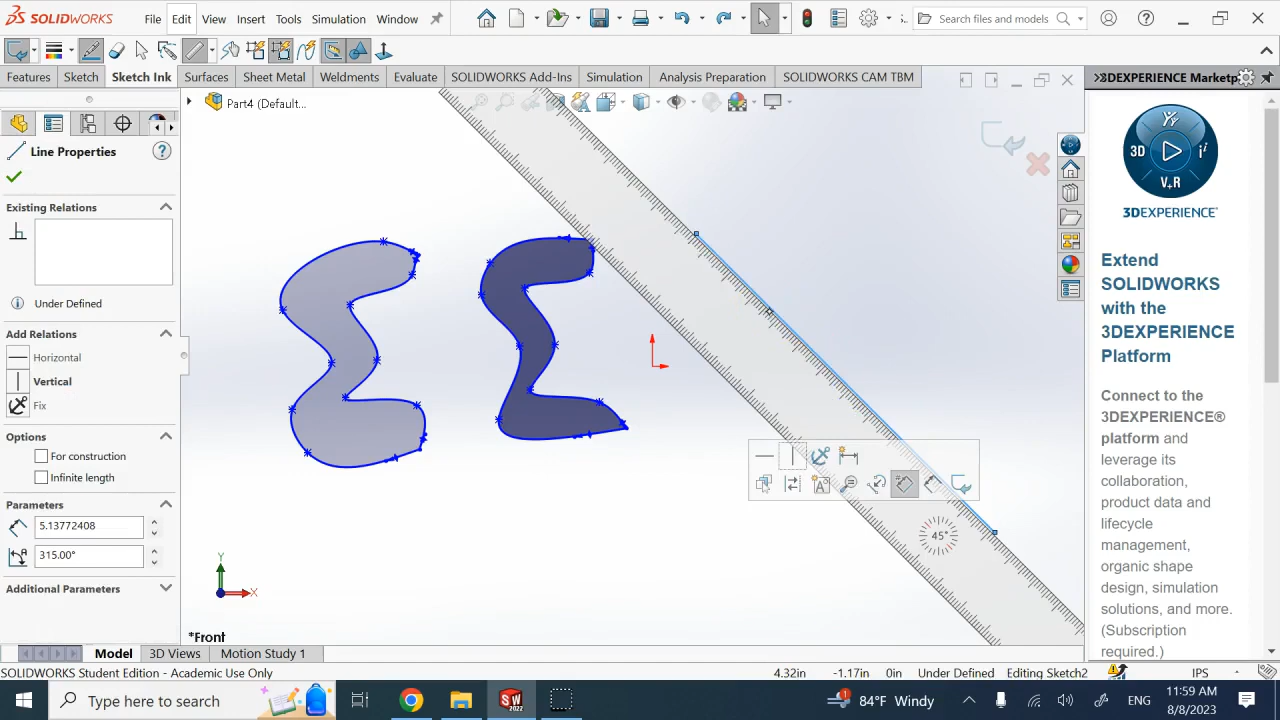 SOLIDWORKS File Edit View Insert Tools Simulation Window Search files and models
Features Sketch Sketch Ink Surfaces Sheet Metal Weldments Evaluate SOLIDWORKS Add-Ins Simulation Analysis Preparation SOLIDWORKS CAM TBM
3DEXPERIENCE Marketp
Part4 (Default...
Line Properties
Existing Relations
Under Defined
Add Relations
Horizontal
Vertical
Fix
Options
For construction
Infinite length
Parameters
5.13772408
315.00°
Additional Parameters
45°
Y
X
*Front
3D
V+R
3DEXPERIENCE®
Extend
SOLIDWORKS
with the
3DEXPERIENCE
Platform
Connect to the
3DEXPERIENCE®
platform and
leverage its
collaboration,
product data and
lifecycle
management,
organic shape
design, simulation
solutions, and more.
(Subscription
required.)
Model 3D Views Motion Study 1
SOLIDWORKS Student Edition - Academic Use Only 4.32in -1.17in 0in Under Defined Editing Sketch2 IPS
Type here to search
SW
2022
84°F Windy
ENG
11:59 AM
8/8/2023